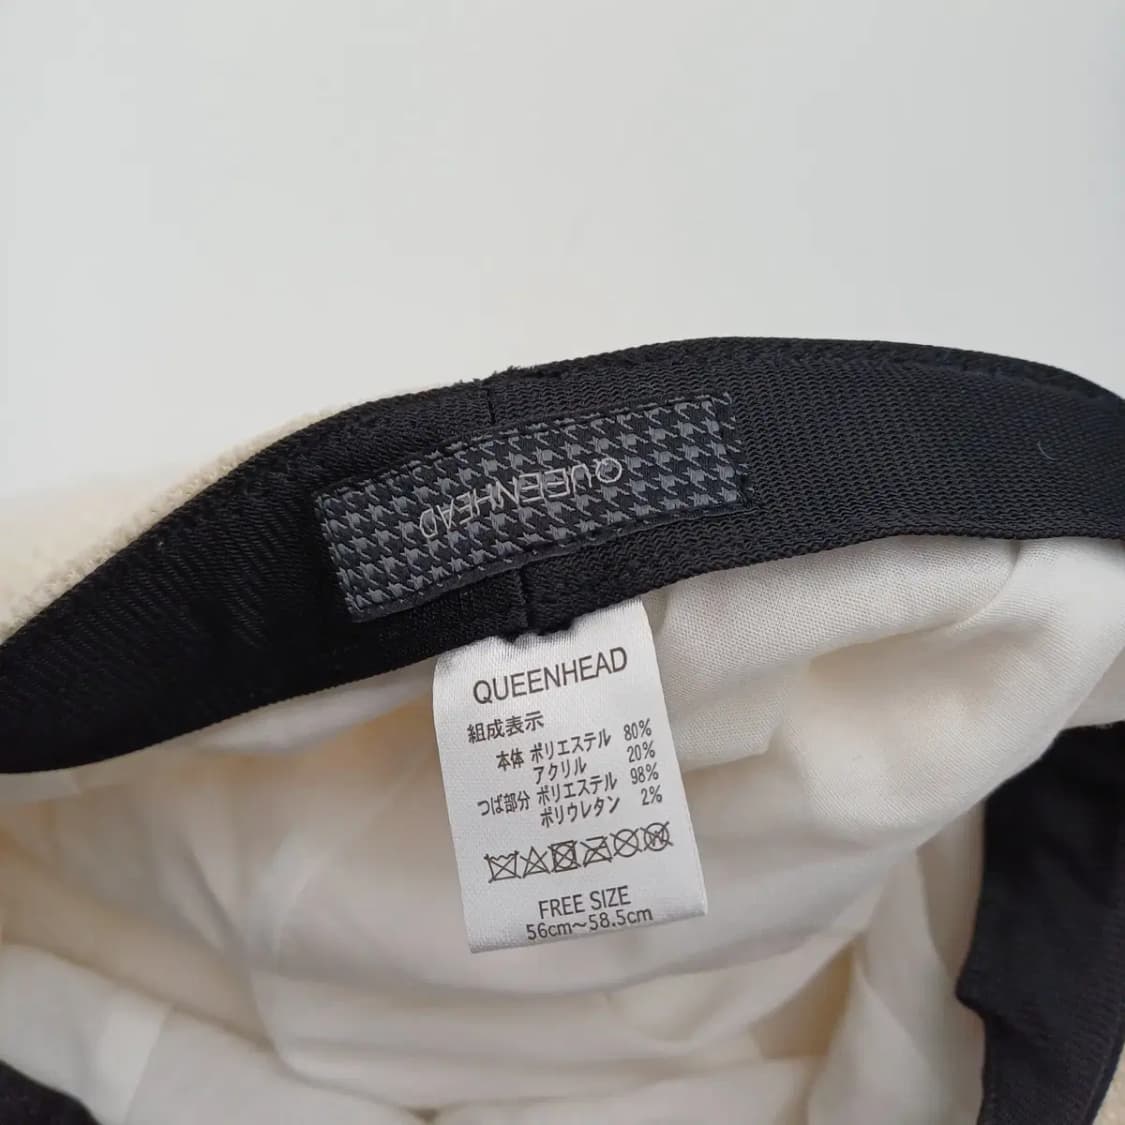 QUEENHEAD
QUEENHEAD
組成表示
本体 ポリエステル 80%
アクリル 20%
つば部分 ポリエステル 98%
ポリウレタン 2%
FREE SIZE
56cm～58.5cm